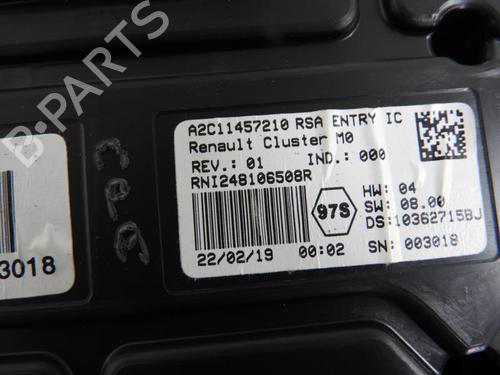 B-PARTS
A2C11457210 RSA ENTRY IC
Renault Cluster M0
REV.: 01 IND.: 000
RNI248106508R
97S
HW: 04
SW: 08.00
DS:10362715BJ
22/02/19 00:02 SN: 003018
3018